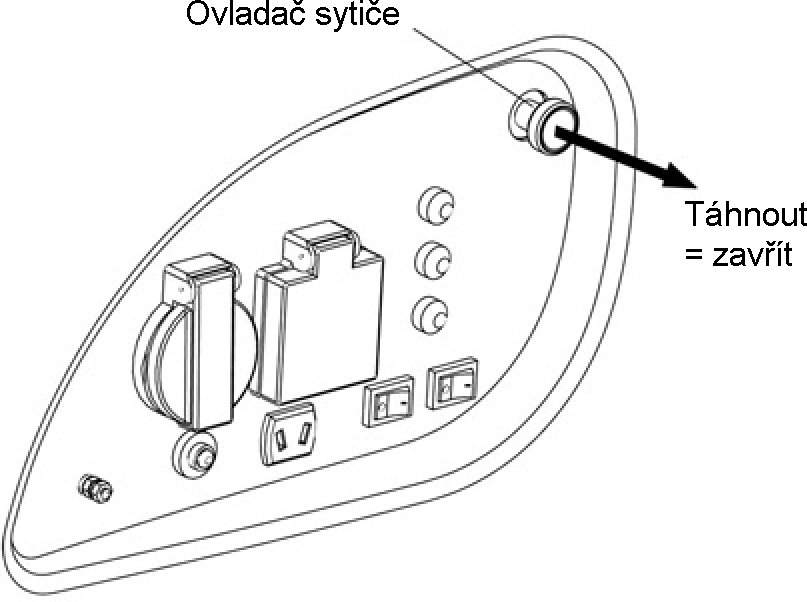 Ovladač sytiče
Táhnout
= zavřít